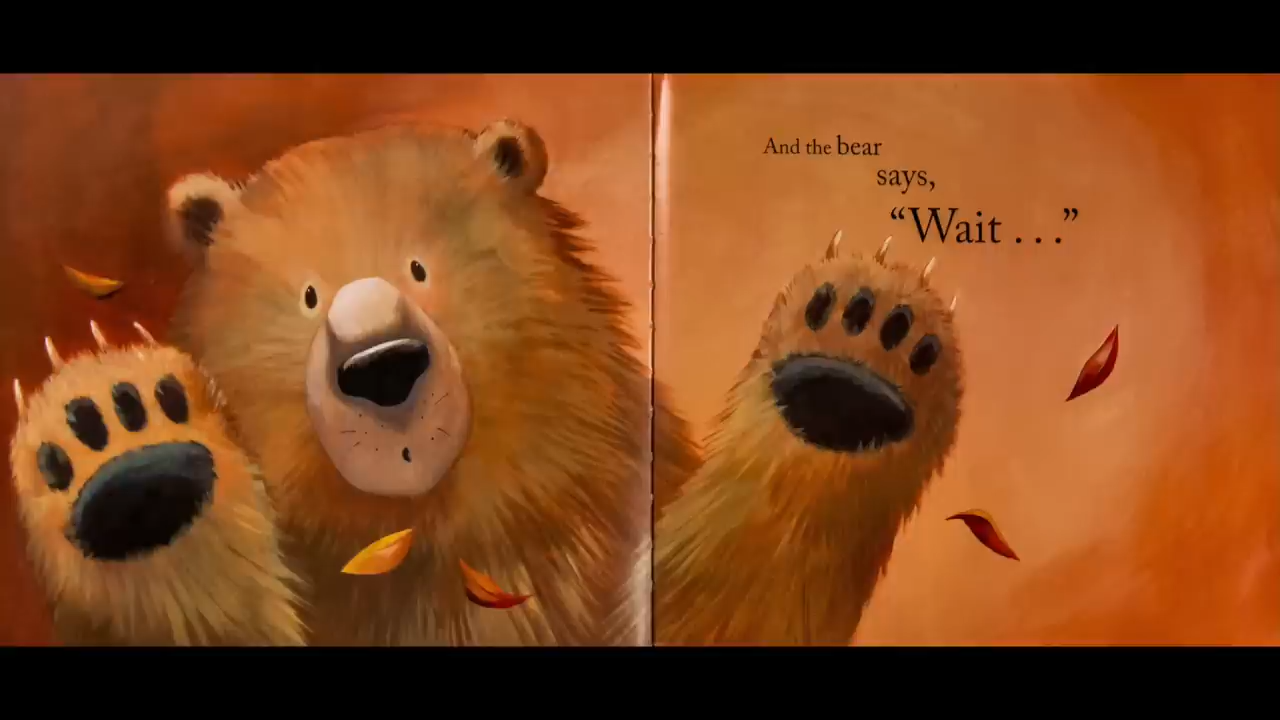 And the bear
says,
“Wait . . .”